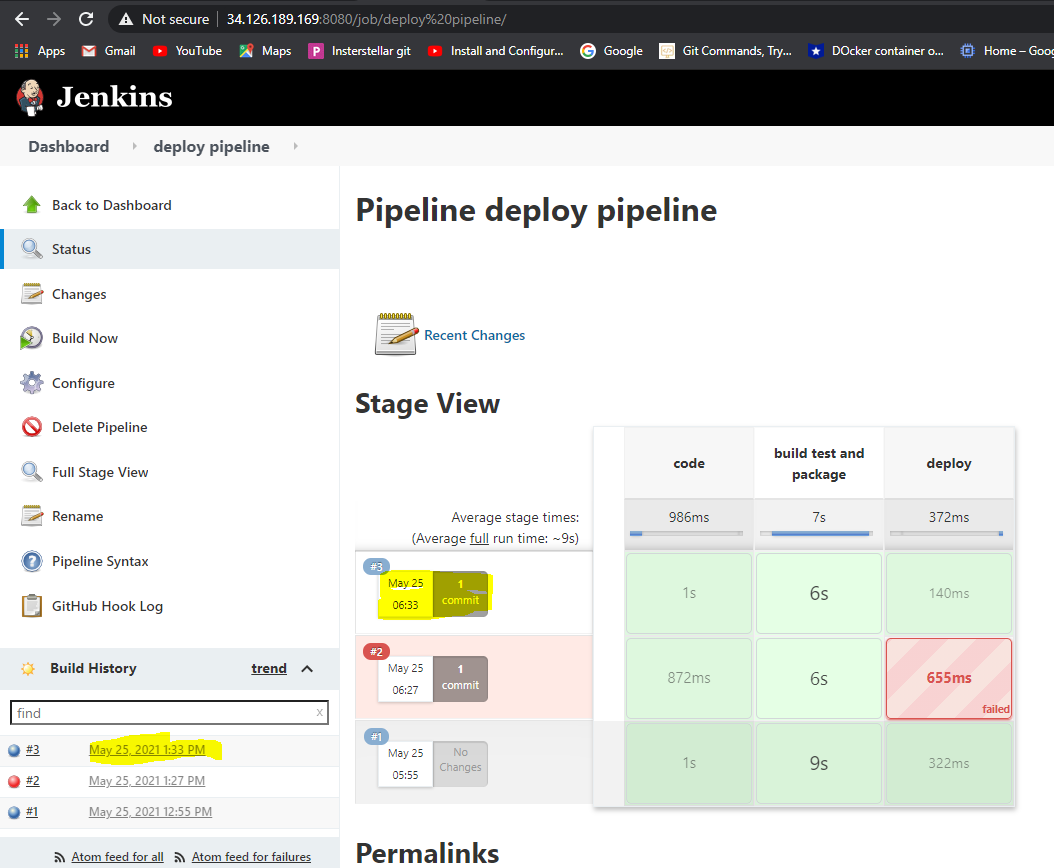 Not secure | 34.126.189.169:8080/job/deploy%20pipeline/
Apps Gmail YouTube Maps Insterstellar git Install and Configur... Google Git Commands, Try... DOcker container o... Home – Goog
Jenkins
Dashboard deploy pipeline
Back to Dashboard
Status
Changes
Build Now
Configure
Delete Pipeline
Full Stage View
Rename
Pipeline Syntax
GitHub Hook Log
Build History trend
find x
#3 May 25, 2021 1:33 PM
#2 May 25, 2021 1:27 PM
#1 May 25, 2021 12:55 PM
Atom feed for all Atom feed for failures
Pipeline deploy pipeline
Recent Changes
Stage View
code build test and package deploy
Average stage times: 986ms 7s 372ms
(Average full run time: ~9s)
#3
May 25 1
06:33 commit
1s 6s 140ms
#2
May 25 1
06:27 commit
872ms 6s 655ms
failed
#1
May 25 No
05:55 Changes
1s 9s 322ms
Permalinks